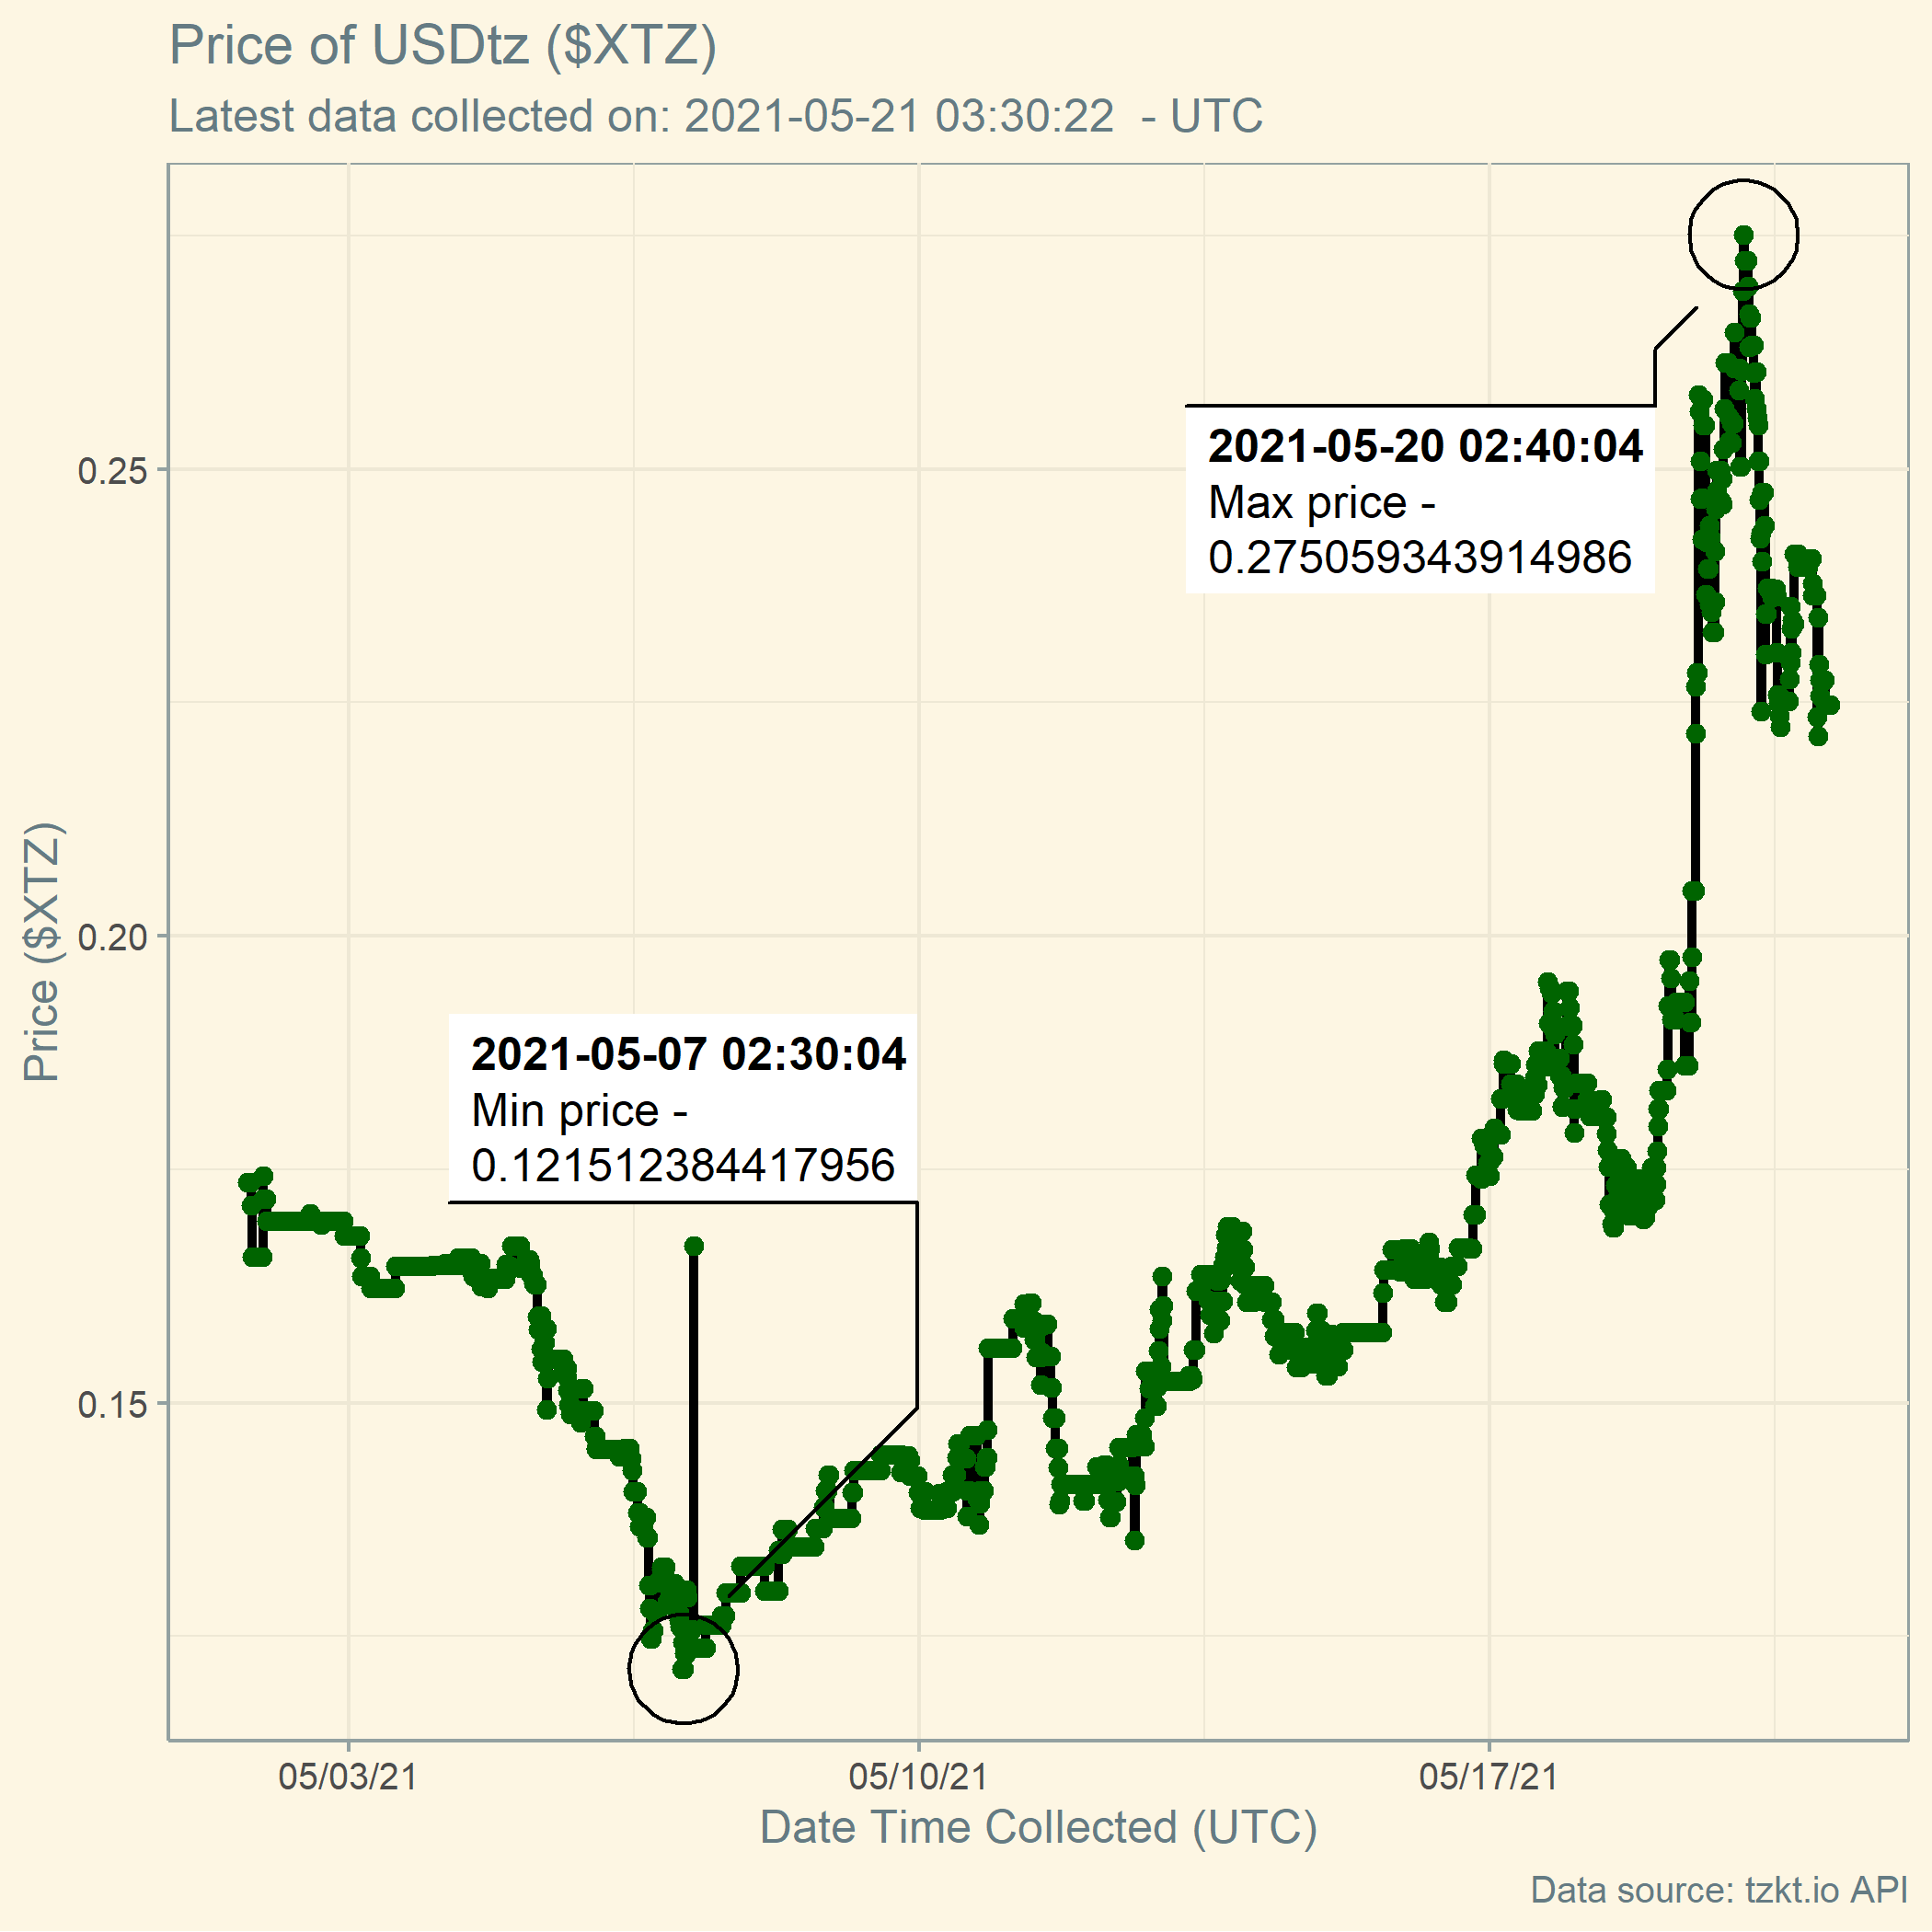 Price of USDtz ($XTZ)
Latest data collected on: 2021-05-21 03:30:22  - UTC
2021-05-20 02:40:04
Max price -
0.275059343914986
0.25
0.20
0.15
Price ($XTZ)
2021-05-07 02:30:04
Min price -
0.121512384417956
05/03/21
05/10/21
05/17/21
Date Time Collected (UTC)
Data source: tzkt.io API